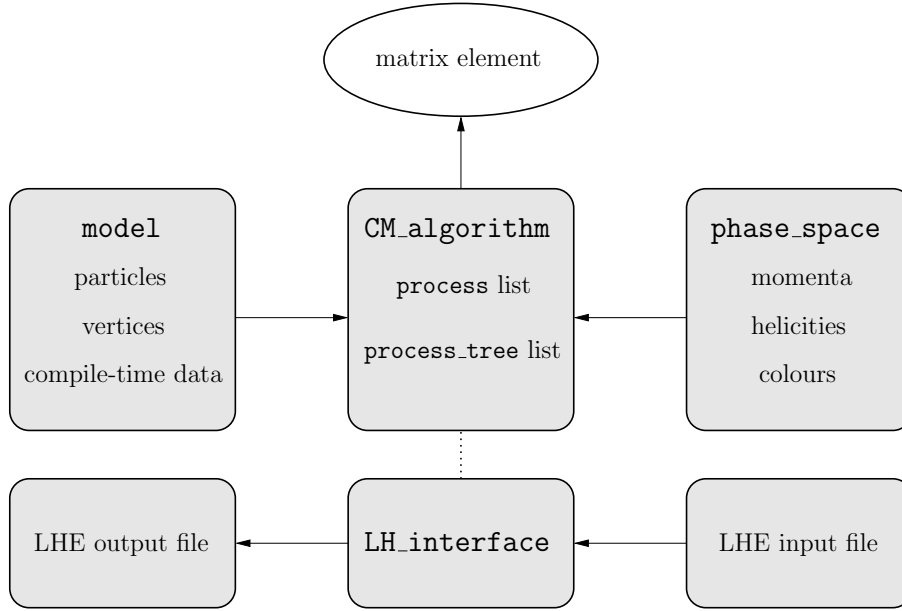 matrix element
model
particles
vertices
compile-time data
CM_algorithm
process list
process_tree list
phase_space
momenta
helicities
colours
LHE output file
LH_interface
LHE input file